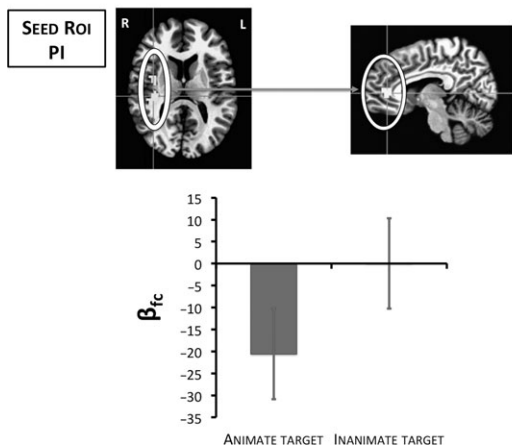 SEED ROI
PI
R
L
15
10
5
0
−5
−10
−15
−20
−25
−30
−35
βfc
ANIMATE TARGET
INANIMATE TARGET